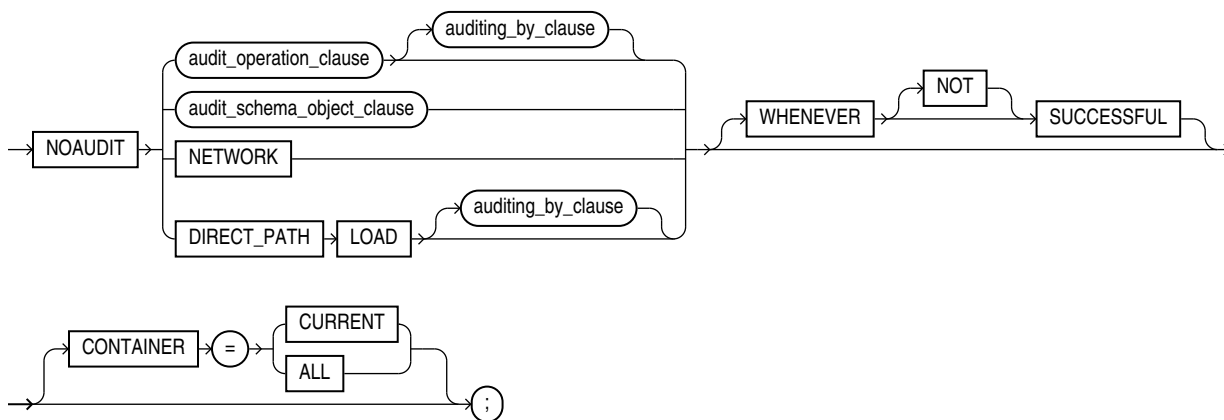 auditing_by_clause
audit_operation_clause
NOT
audit_schema_object_clause
WHENEVER
SUCCESSFUL
NOAUDIT
NETWORK
auditing_by_clause
DIRECT_PATH
LOAD
CURRENT
CONTAINER
=
ALL
;